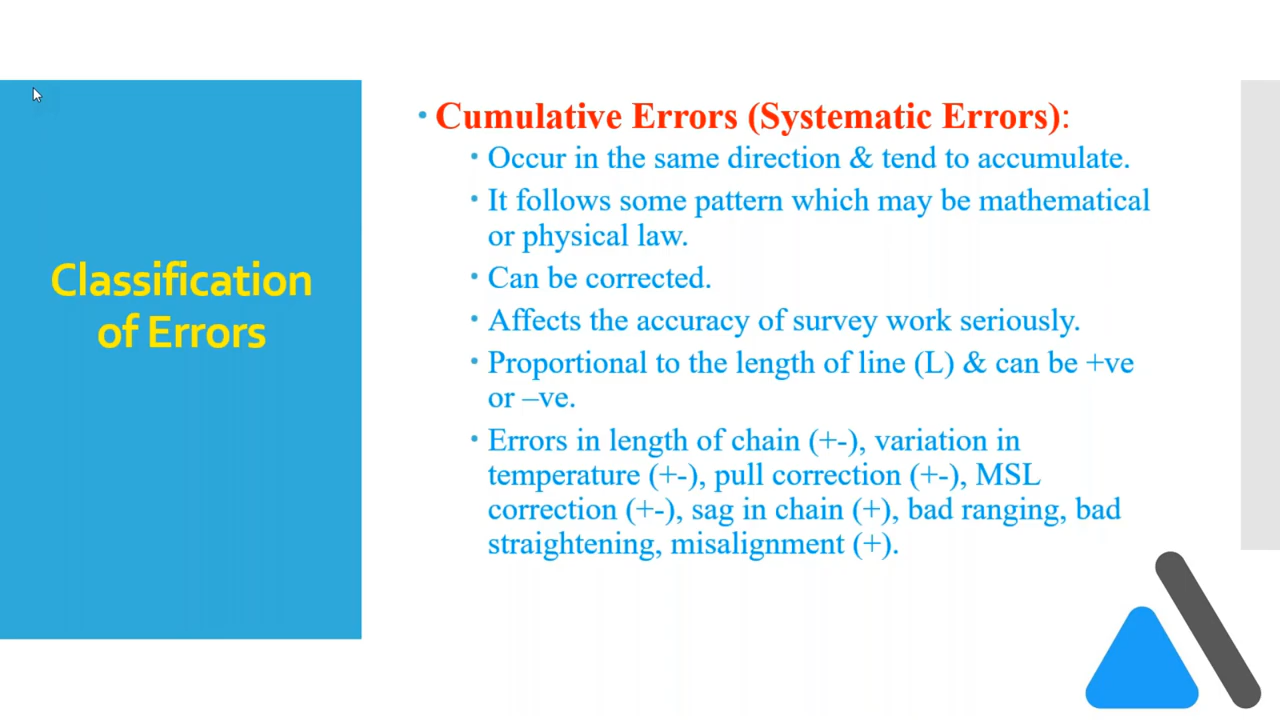 Classification
of Errors
• Cumulative Errors (Systematic Errors):
• Occur in the same direction & tend to accumulate.
• It follows some pattern which may be mathematical
or physical law.
• Can be corrected.
• Affects the accuracy of survey work seriously.
• Proportional to the length of line (L) & can be +ve
or –ve.
• Errors in length of chain (+-), variation in
temperature (+-), pull correction (+-), MSL
correction (+-), sag in chain (+), bad ranging, bad
straightening, misalignment (+).